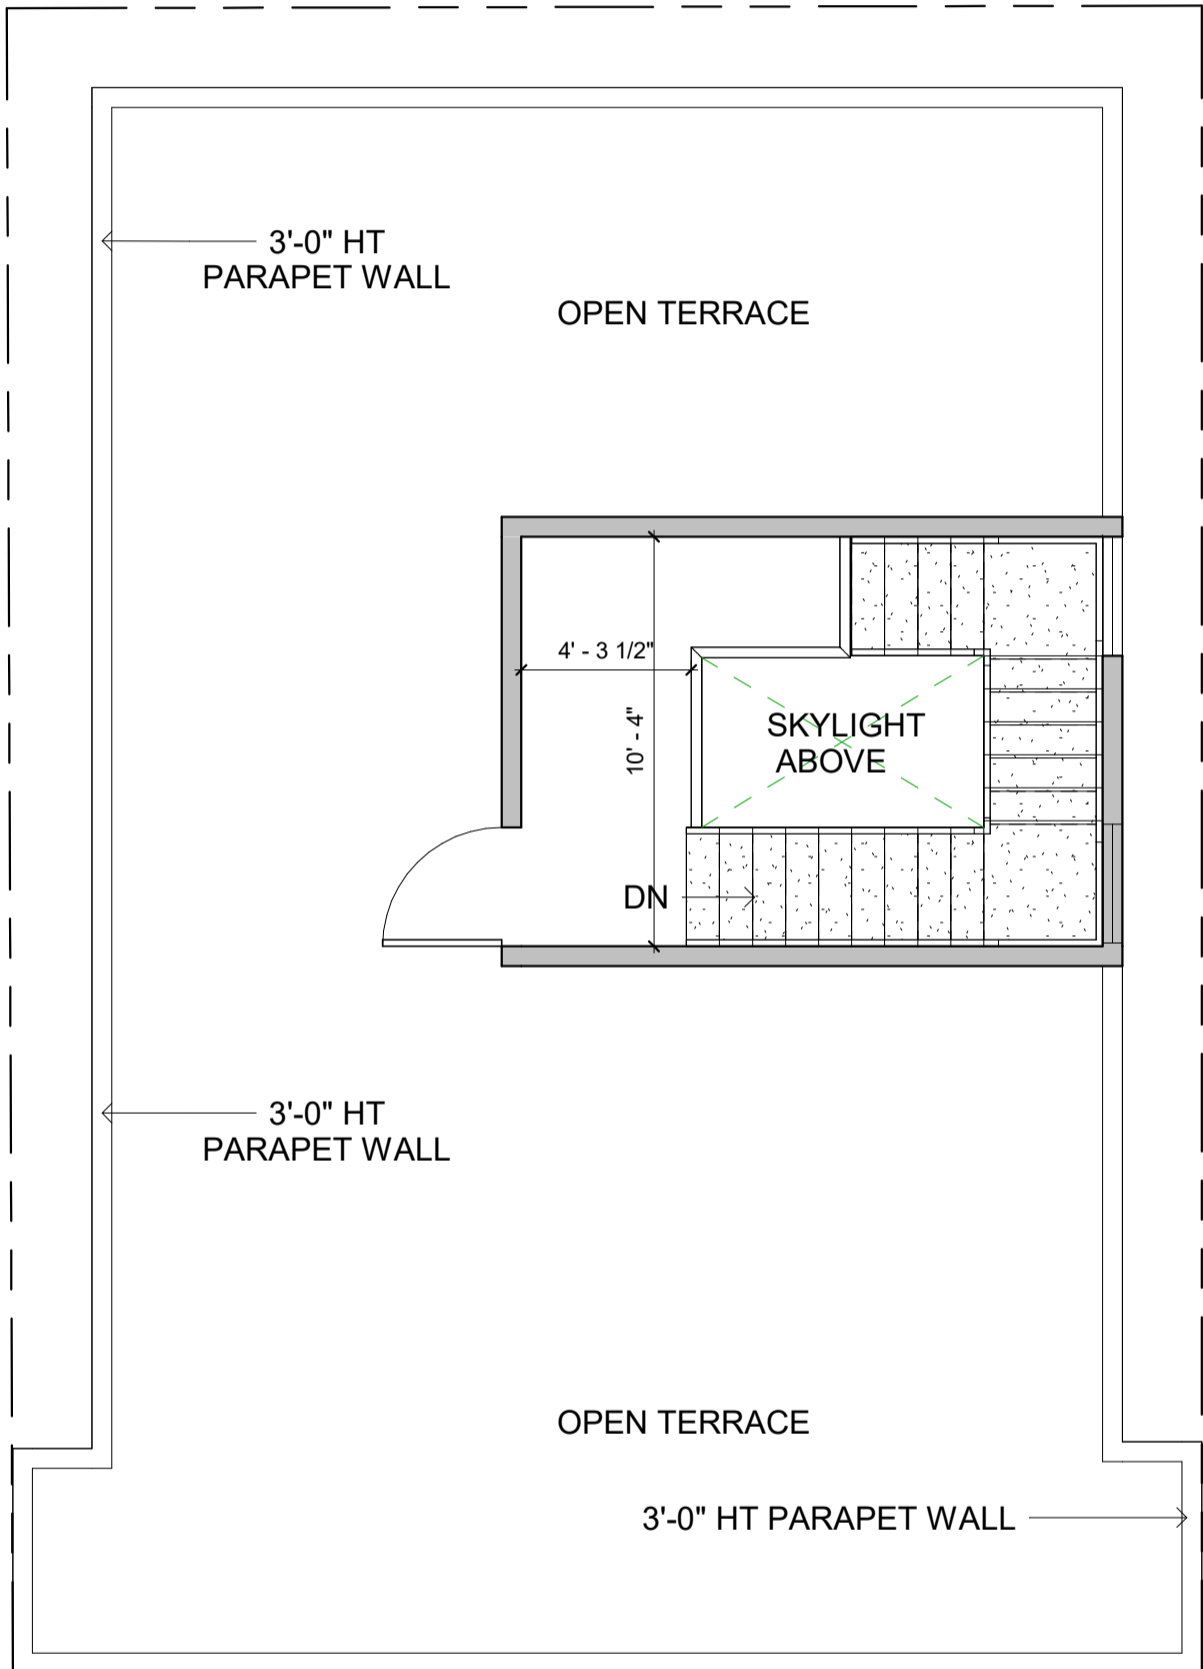 3'-0" HT
PARAPET WALL
OPEN TERRACE
4' - 3 1/2"
10' - 4"
SKYLIGHT
ABOVE
DN
3'-0" HT
PARAPET WALL
OPEN TERRACE
3'-0" HT PARAPET WALL